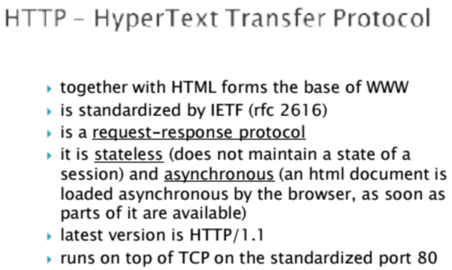 HTTP – HyperText Transfer Protocol
together with HTML forms the base of WWW
is standardized by IETF (rfc 2616)
is a request-response protocol
it is stateless (does not maintain a state of a
session) and asynchronous (an html document is
loaded asynchronous by the browser, as soon as
parts of it are available)
latest version is HTTP/1.1
runs on top of TCP on the standardized port 80